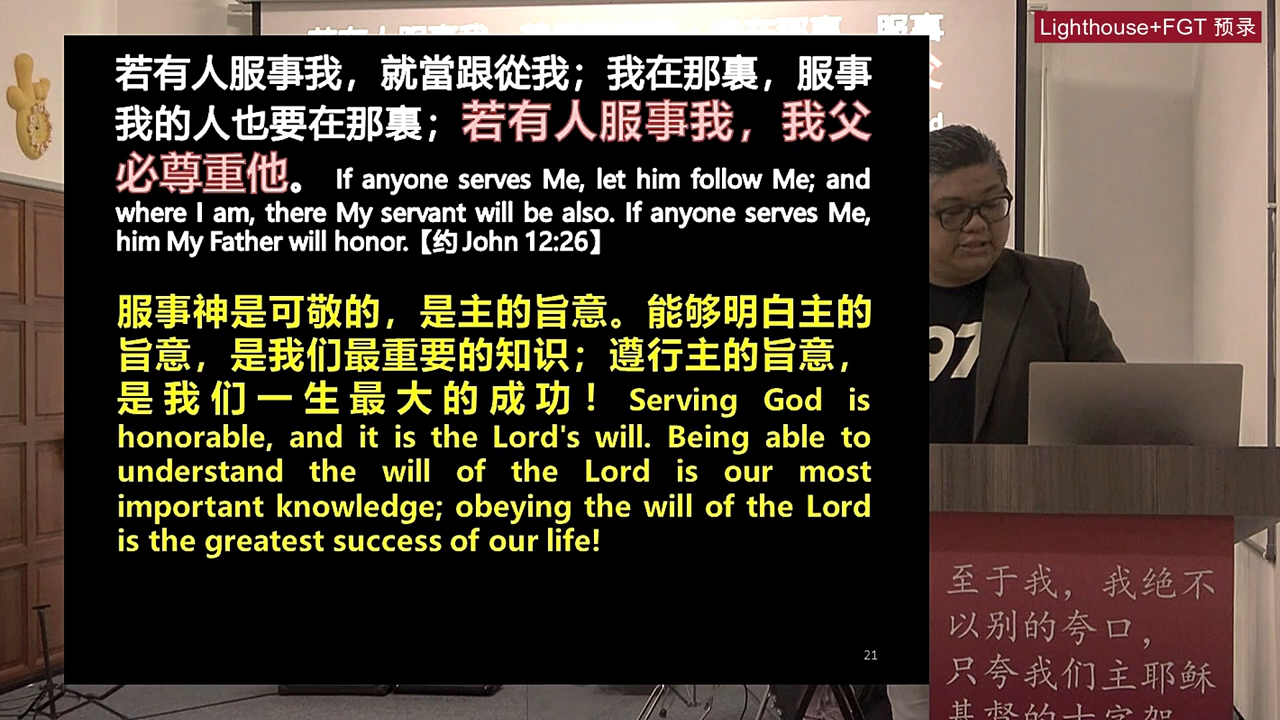 Lighthouse+FGT 预录
若有人服事我，就當跟從我；我在那裏，服事
我的人也要在那裏；若有人服事我，我父
必尊重他。 If anyone serves Me, let him follow Me; and
where I am, there My servant will be also. If anyone serves Me,
him My Father will honor.【约 John 12:26】
服事神是可敬的，是主的旨意。能够明白主的
旨意，是我们最重要的知识；遵行主的旨意，
是我们一生最大的成功！ Serving God is
honorable, and it is the Lord's will. Being able to
understand the will of the Lord is our most
important knowledge; obeying the will of the Lord
is the greatest success of our life!
21
97
至于我，我绝不
以别的夸口，
只夸我们主耶稣
基督的十字架